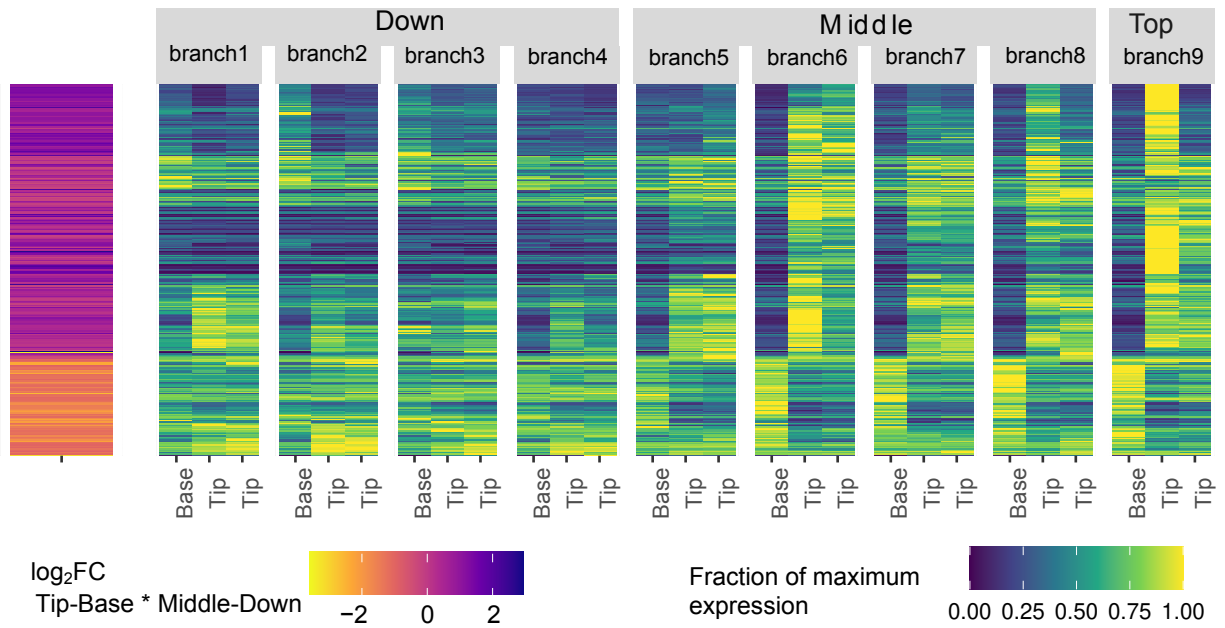 Down Middle Top
branch1 branch2 branch3 branch4 branch5 branch6 branch7 branch8 branch9
Base Tip Tip Base Tip Tip Base Tip Tip Base Tip Tip Base Tip Tip Base Tip Tip Base Tip Tip Base Tip Tip Base Tip Tip
log₂FC
Tip-Base * Middle-Down
−2 0 2
Fraction of maximum
expression
0.00 0.25 0.50 0.75 1.00